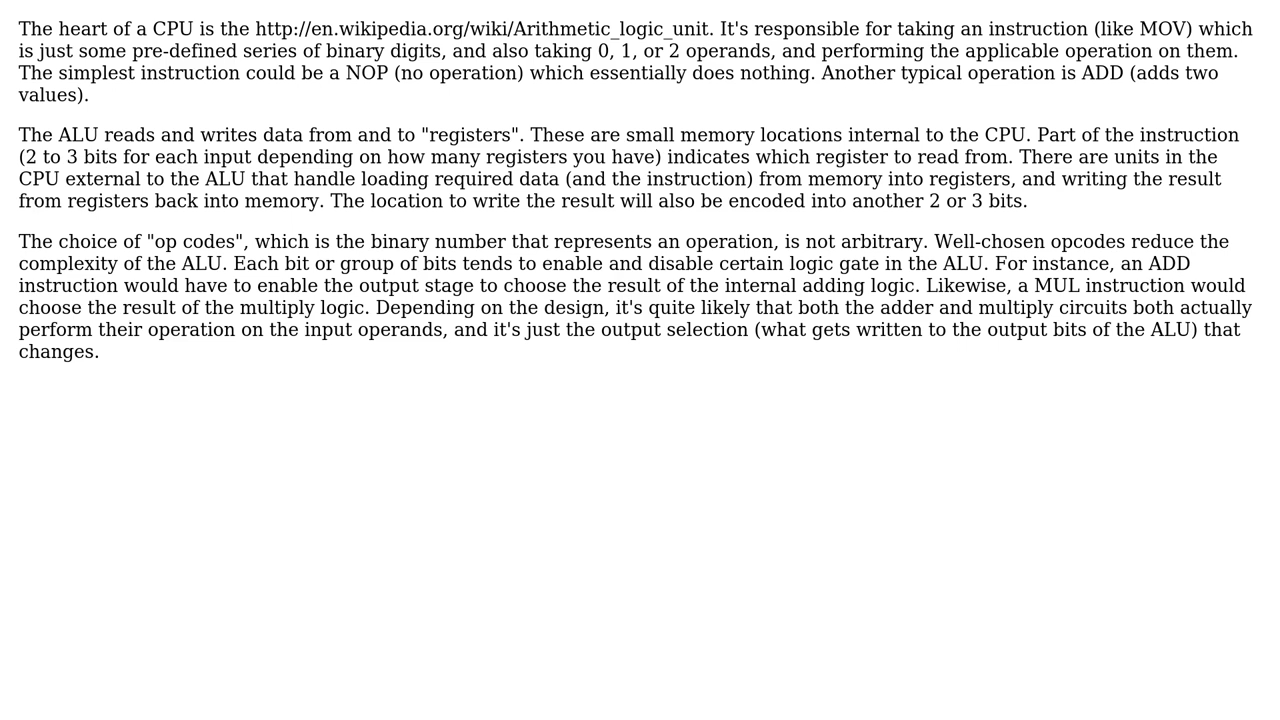 The heart of a CPU is the http://en.wikipedia.org/wiki/Arithmetic_logic_unit. It's responsible for taking an instruction (like MOV) which
is just some pre-defined series of binary digits, and also taking 0, 1, or 2 operands, and performing the applicable operation on them.
The simplest instruction could be a NOP (no operation) which essentially does nothing. Another typical operation is ADD (adds two
values).
The ALU reads and writes data from and to "registers". These are small memory locations internal to the CPU. Part of the instruction
(2 to 3 bits for each input depending on how many registers you have) indicates which register to read from. There are units in the
CPU external to the ALU that handle loading required data (and the instruction) from memory into registers, and writing the result
from registers back into memory. The location to write the result will also be encoded into another 2 or 3 bits.
The choice of "op codes", which is the binary number that represents an operation, is not arbitrary. Well-chosen opcodes reduce the
complexity of the ALU. Each bit or group of bits tends to enable and disable certain logic gate in the ALU. For instance, an ADD
instruction would have to enable the output stage to choose the result of the internal adding logic. Likewise, a MUL instruction would
choose the result of the multiply logic. Depending on the design, it's quite likely that both the adder and multiply circuits both actually
perform their operation on the input operands, and it's just the output selection (what gets written to the output bits of the ALU) that
changes.